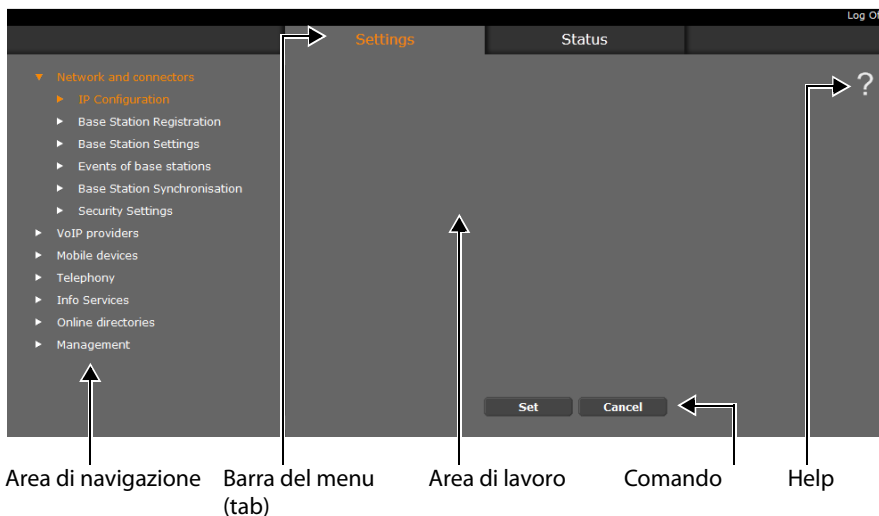 Log Of
Settings
Status
Network and connectors
IP Configuration
Base Station Registration
Base Station Settings
Events of base stations
Base Station Synchronisation
Security Settings
VoIP providers
Mobile devices
Telephony
Info Services
Online directories
Management
?
Set
Cancel
Area di navigazione
Barra del menu
(tab)
Area di lavoro
Comando
Help